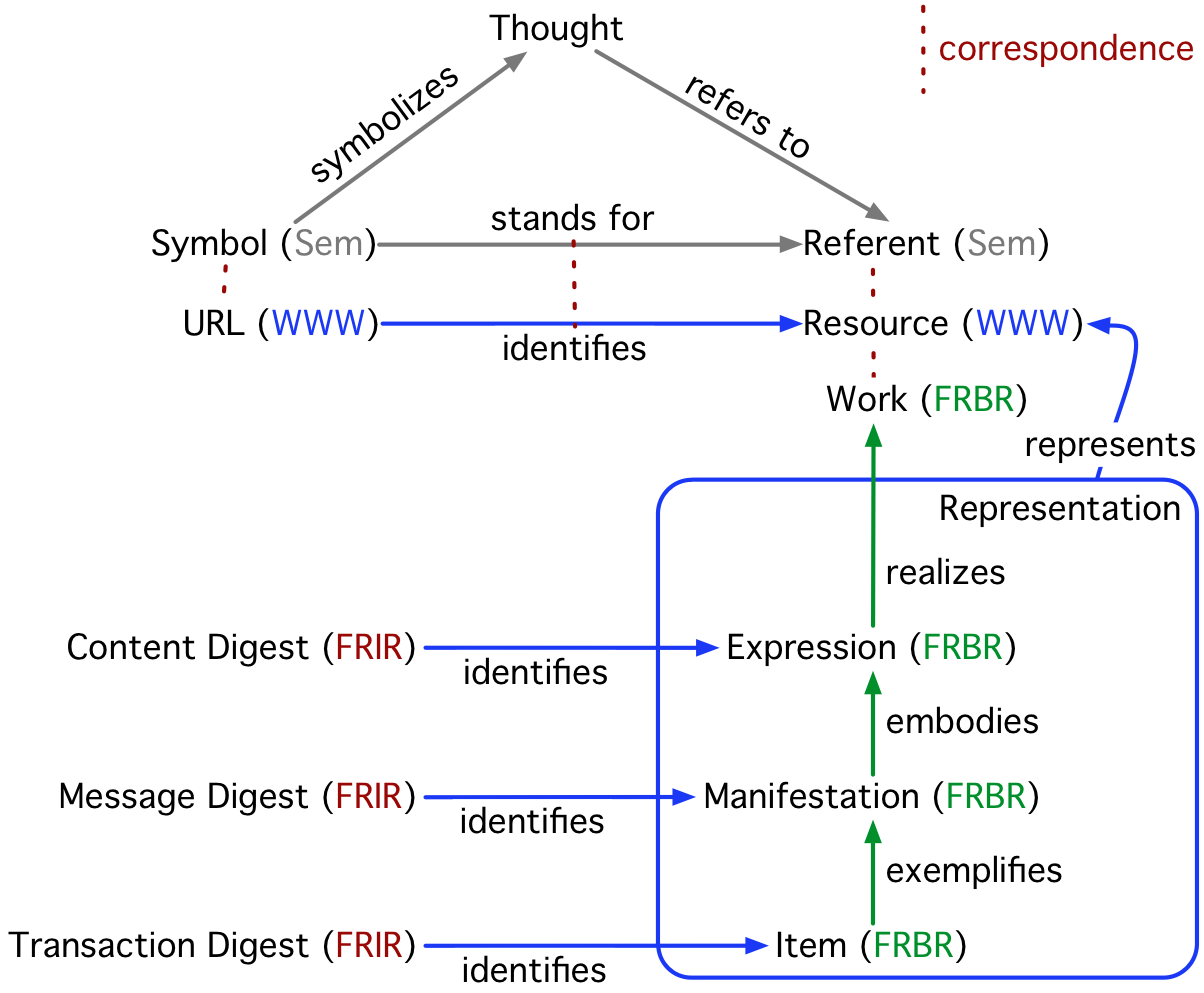 Thought
correspondence
symbolizes
refers to
stands for
Symbol (Sem)
Referent (Sem)
URL (WWW)
Resource (WWW)
identifies
Work (FRBR)
represents
Representation
realizes
Content Digest (FRIR)
Expression (FRBR)
identifies
embodies
Message Digest (FRIR)
Manifestation (FRBR)
identifies
exemplifies
Transaction Digest (FRIR)
Item (FRBR)
identifies